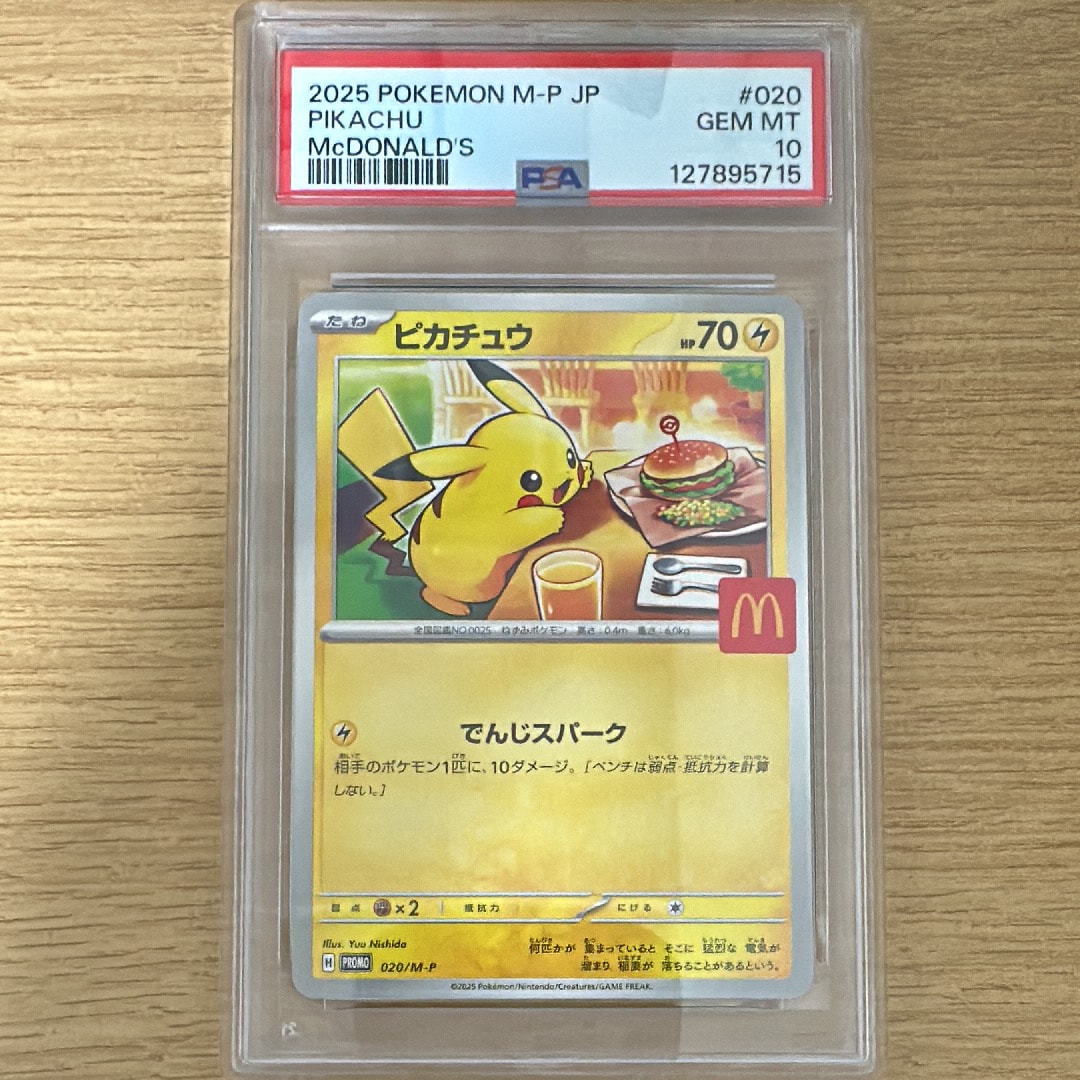 2025 POKEMON M-P JP #020
PIKACHU GEM MT
McDONALD'S 10
PSA 127895715
たね ピカチュウ HP70
全国図鑑NO.0025 ねずみポケモン 高さ:0.4m 重さ:6.0kg
でんじスパーク
相手のポケモン1匹に、10ダメージ。[ベンチは弱点・抵抗力を計算
しない。]
弱点 ×2 抵抗力 にげる
Illus. Yuu Nishida
何匹かが 集まっていると そこに 猛烈な 電気が
溜まり 稲妻が 落ちることがあるという。
H PROMO 020/M-P
©2025 Pokémon/Nintendo/Creatures/GAME FREAK.